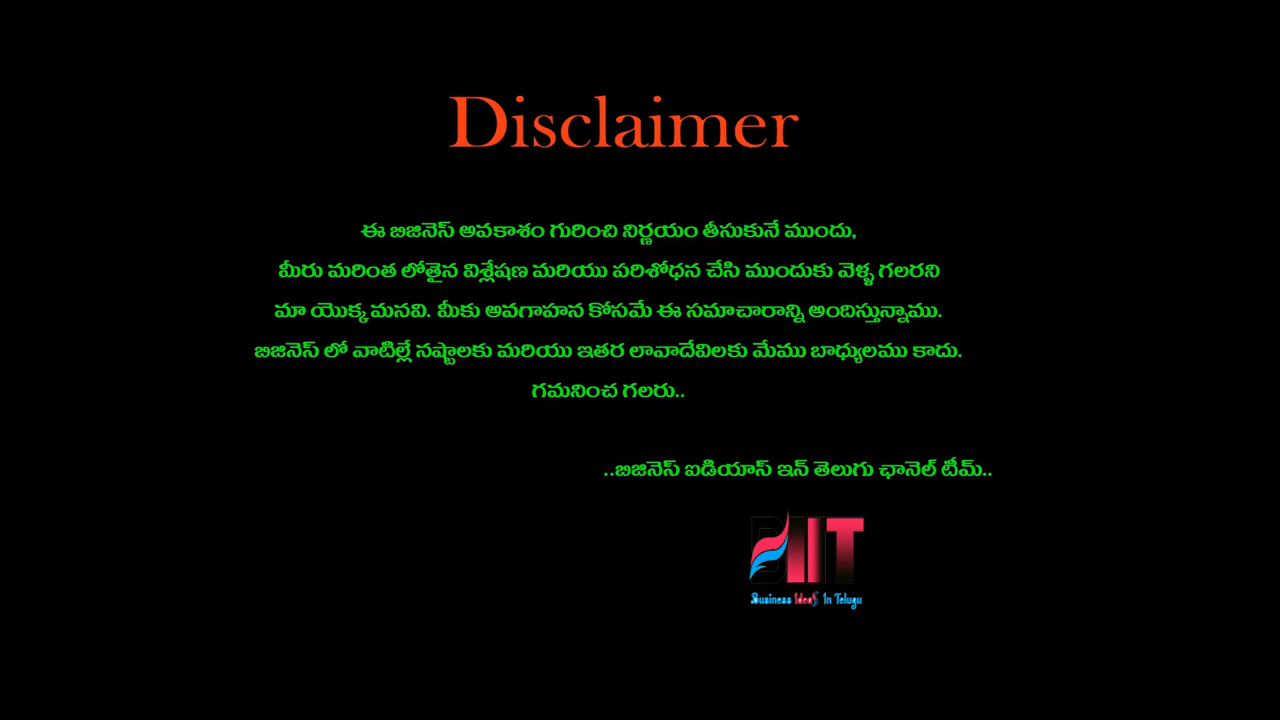 Disclaimer
ఈ బిజినెస్ అవకాశం గురించి నిర్ణయం తీసుకునే ముందు,
మీరు మరింత లోతైన విశ్లేషణ మరియు పరిశోధన చేసి ముందుకు వెళ్ళ గలరని
మా యొక్క మనవి. మీకు అవగాహన కోసమే ఈ సమాచారాన్ని అందిస్తున్నాము.
బిజినెస్ లో వాటిల్లే నష్టాలకు మరియు ఇతర లావాదేవిలకు మేము బాధ్యులము కాదు.
గమనించ గలరు..
..బిజినెస్ ఐడియాస్ ఇన్ తెలుగు ఛానెల్ టీమ్..
BIIT
Business IdeaS In Telugu